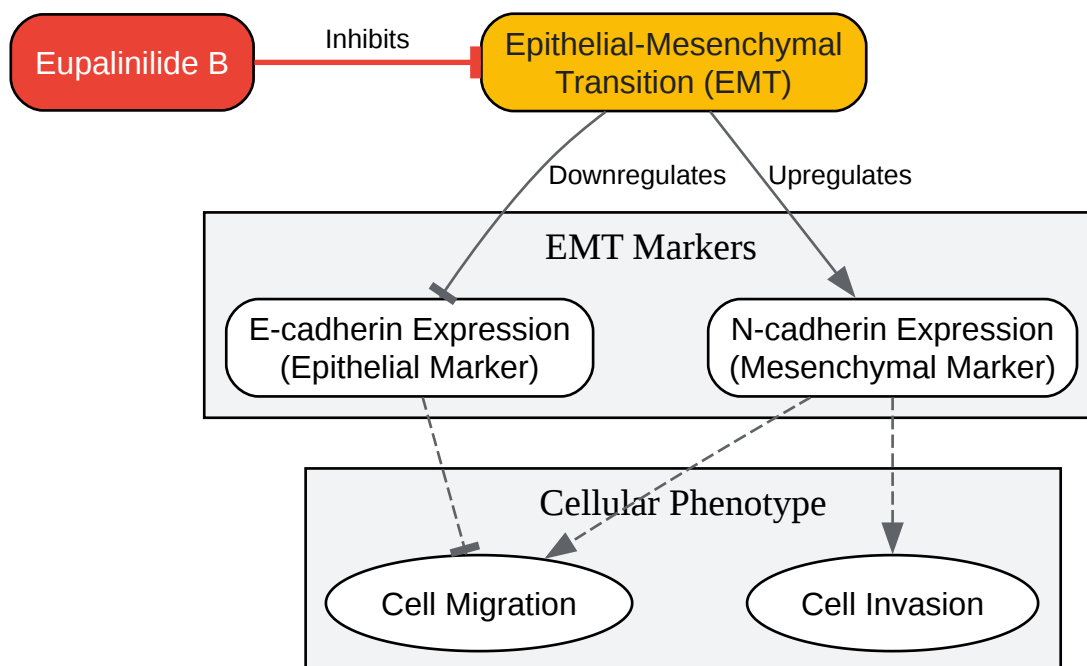 Eupalinilide B
Inhibits
Epithelial-Mesenchymal
Transition (EMT)
Downregulates
Upregulates
EMT Markers
E-cadherin Expression
(Epithelial Marker)
N-cadherin Expression
(Mesenchymal Marker)
Cellular Phenotype
Cell Migration
Cell Invasion